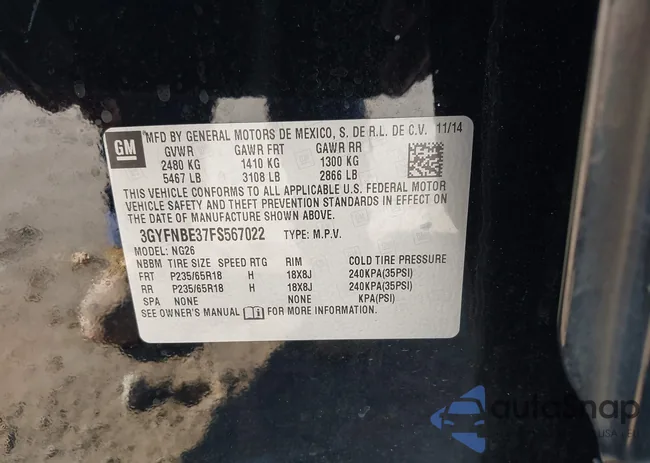 GM
MFD BY GENERAL MOTORS DE MEXICO, S. DE R.L. DE C.V. 11/14
GVWR GAWR FRT GAWR RR
2480 KG 1410 KG 1300 KG
5467 LB 3108 LB 2866 LB
THIS VEHICLE CONFORMS TO ALL APPLICABLE U.S. FEDERAL MOTOR
VEHICLE SAFETY AND THEFT PREVENTION STANDARDS IN EFFECT ON
THE DATE OF MANUFACTURE SHOWN ABOVE.
3GYFNBE37FS567022 TYPE: M.P.V.
MODEL: NG26
NBBM TIRE SIZE SPEED RTG RIM COLD TIRE PRESSURE
FRT P235/65R18 H 18X8J 240KPA(35PSI)
RR P235/65R18 H 18X8J 240KPA(35PSI)
SPA NONE NONE KPA(PSI)
SEE OWNER'S MANUAL FOR MORE INFORMATION.
autoSnap